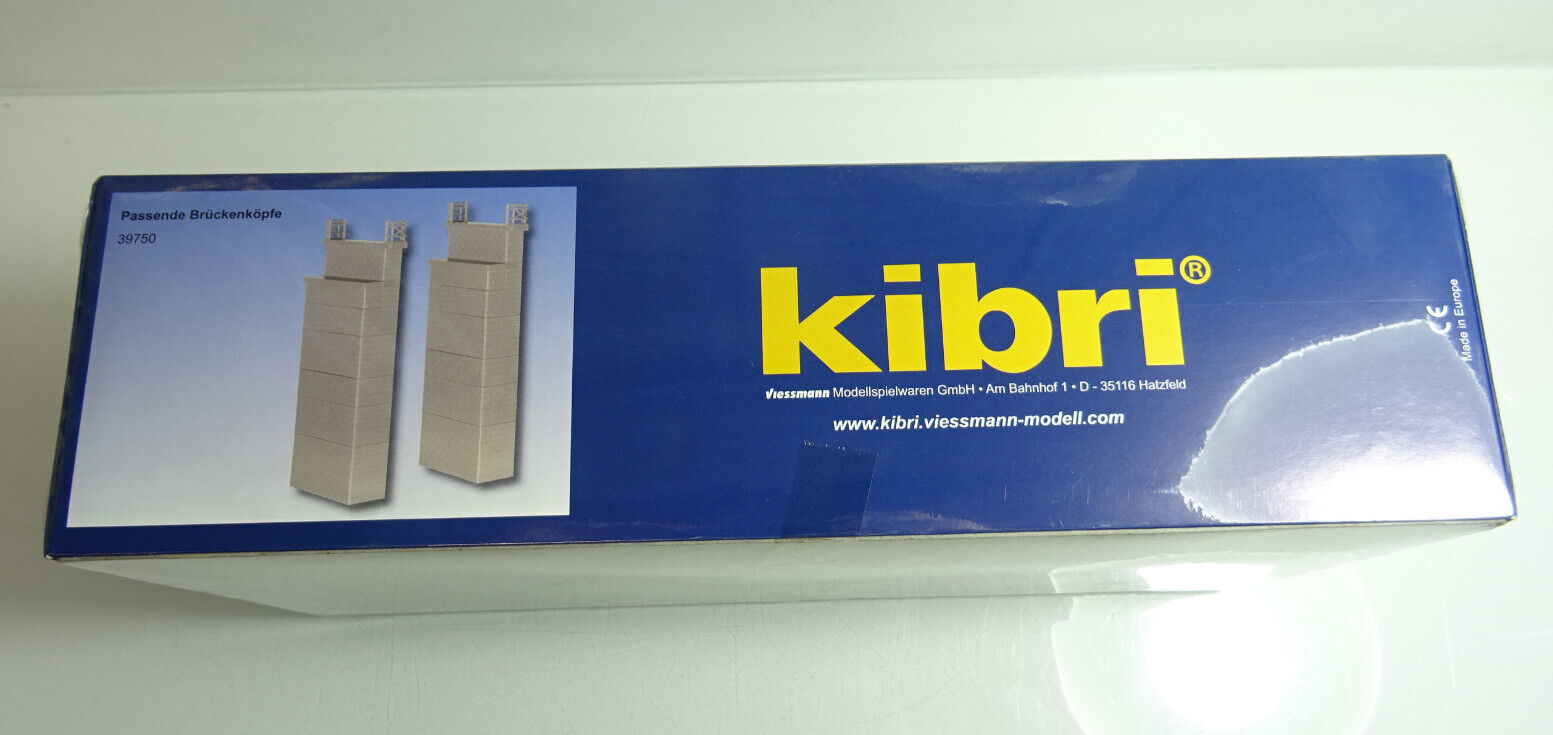 Passende Brückenköpfe
39750
kibri®
Viessmann Modellspielwaren GmbH • Am Bahnhof 1 • D - 35116 Hatzfeld
www.kibri.viessmann-modell.com
CE
Made in Europe